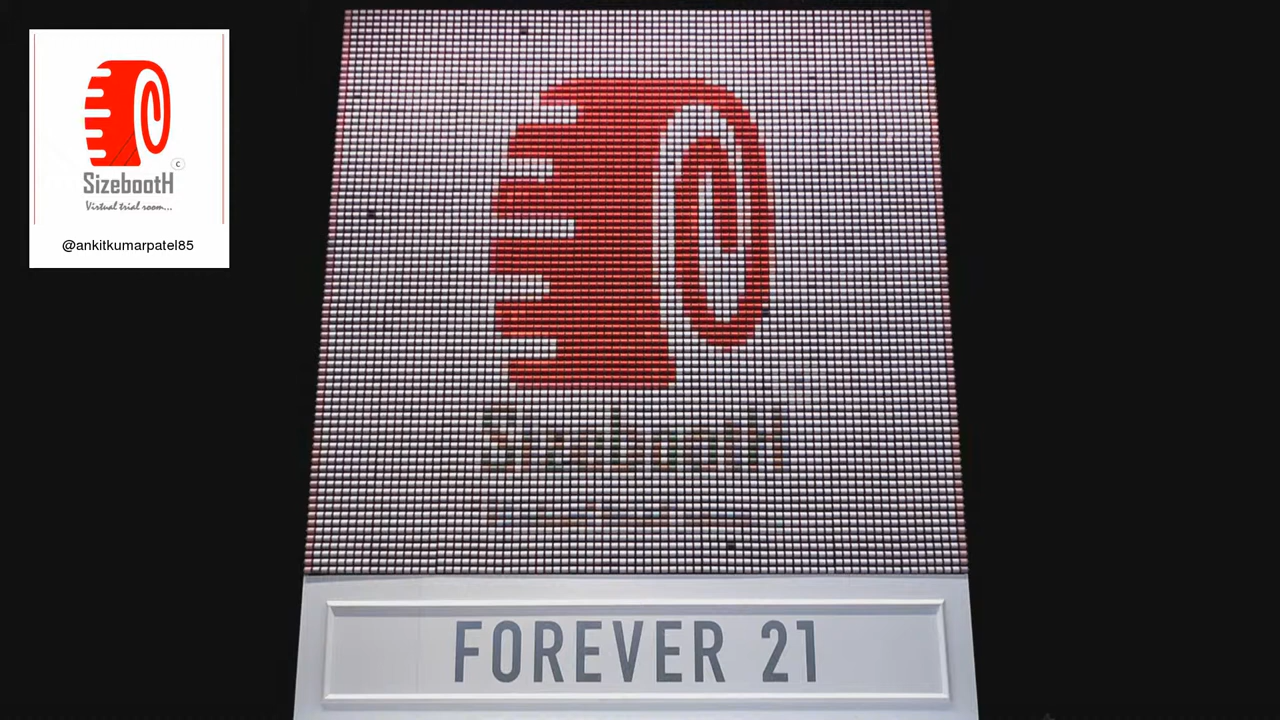 SizebootH
Virtual trial room...
C
@ankitkumarpatel85
SizebootH
FOREVER 21